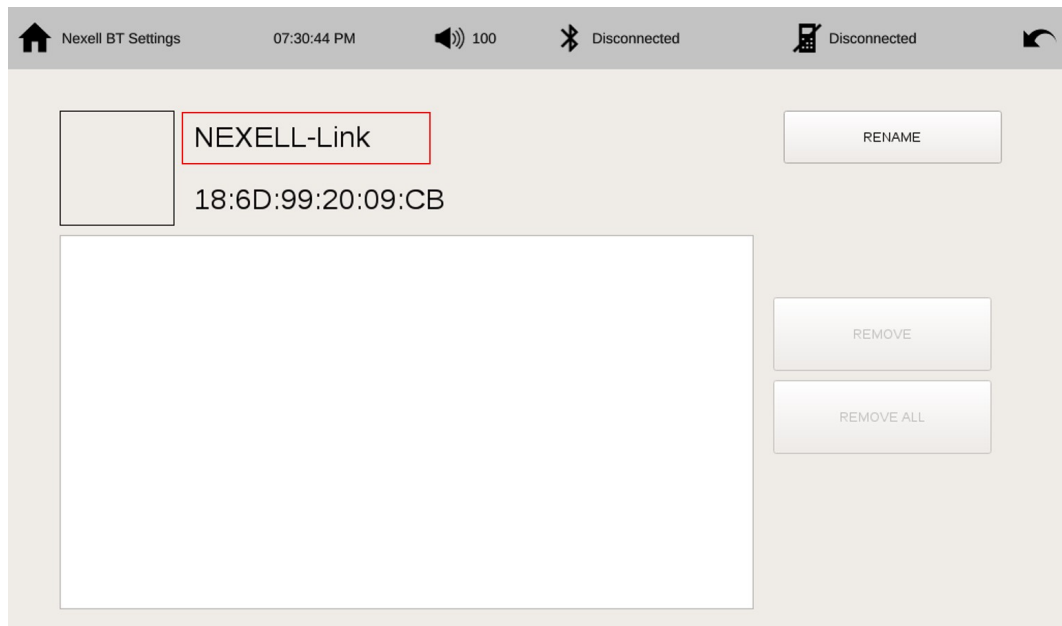 Nexell BT Settings 07:30:44 PM 100 Disconnected Disconnected
NEXELL-Link
RENAME
18:6D:99:20:09:CB
REMOVE
REMOVE ALL